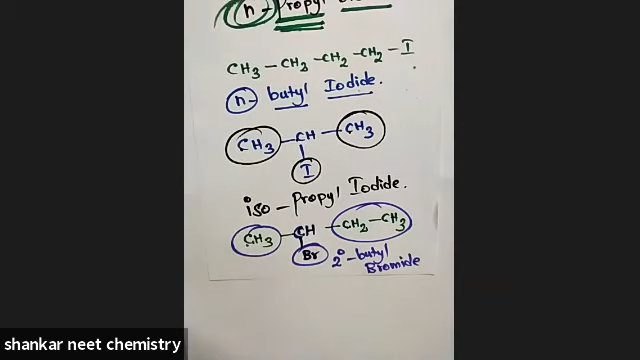 n- Propyl
CH3 - CH2 - CH2 - CH2 - I
n- butyl Iodide.
CH3 - CH - CH3
I
iso - Propyl Iodide.
CH3 - CH - CH2 - CH3
Br 2° - butyl
Bromide
shankar neet chemistry